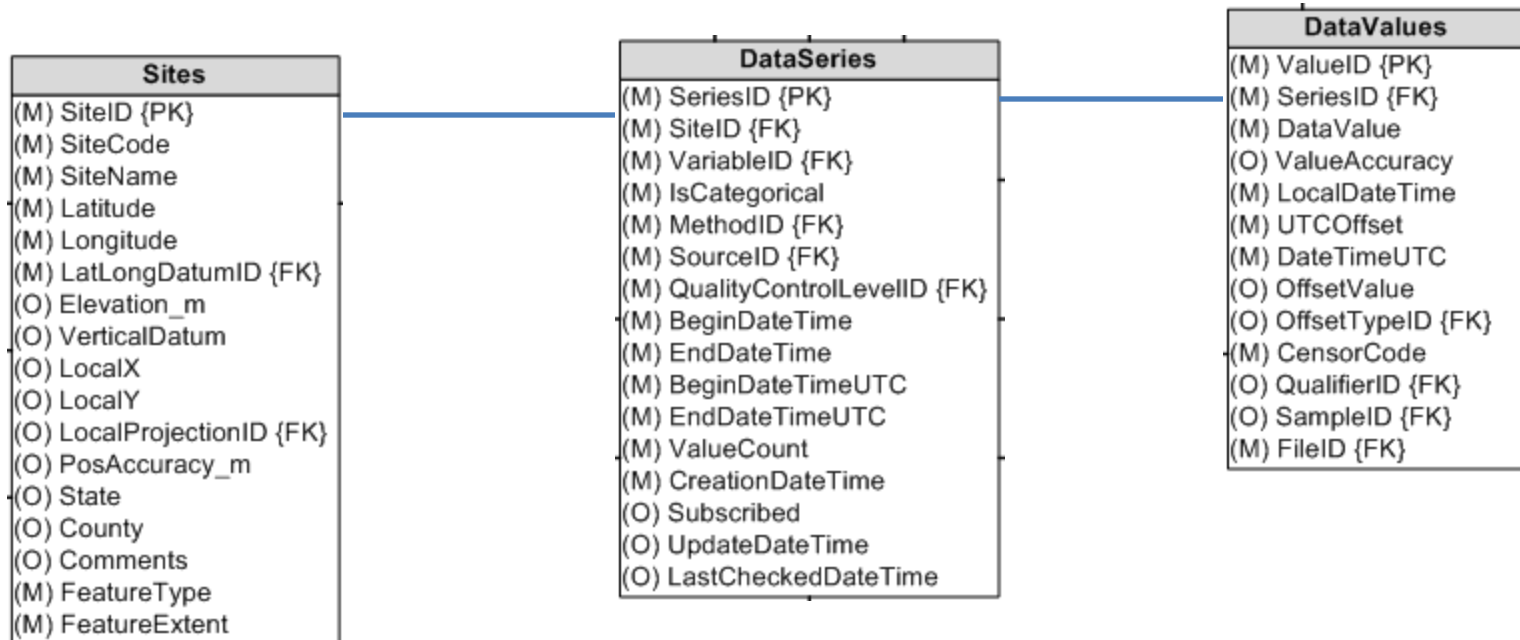 Sites
(M) SiteID {PK}
(M) SiteCode
(M) SiteName
(M) Latitude
(M) Longitude
(M) LatLongDatumID {FK}
(O) Elevation_m
(O) VerticalDatum
(O) LocalX
(O) LocalY
(O) LocalProjectionID {FK}
(O) PosAccuracy_m
(O) State
(O) County
(O) Comments
(M) FeatureType
(M) FeatureExtent
DataSeries
(M) SeriesID {PK}
(M) SiteID {FK}
(M) VariableID {FK}
(M) IsCategorical
(M) MethodID {FK}
(M) SourceID {FK}
(M) QualityControlLevelID {FK}
(M) BeginDateTime
(M) EndDateTime
(M) BeginDateTimeUTC
(M) EndDateTimeUTC
(M) ValueCount
(M) CreationDateTime
(O) Subscribed
(O) UpdateDateTime
(O) LastCheckedDateTime
DataValues
(M) ValueID {PK}
(M) SeriesID {FK}
(M) DataValue
(O) ValueAccuracy
(M) LocalDateTime
(M) UTCOffset
(M) DateTimeUTC
(O) OffsetValue
(O) OffsetTypeID {FK}
(M) CensorCode
(O) QualifierID {FK}
(O) SampleID {FK}
(M) FileID {FK}